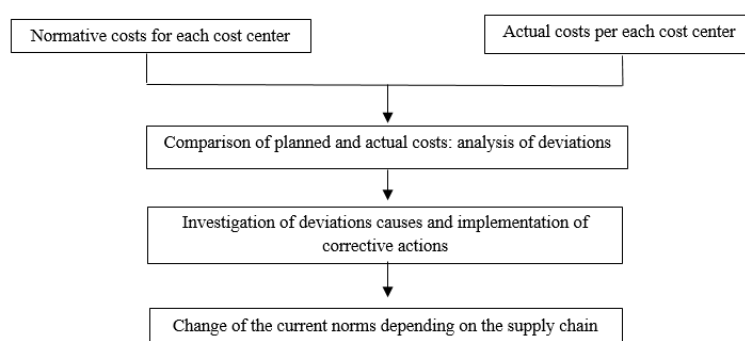 Normative costs for each cost center
Actual costs per each cost center
Comparison of planned and actual costs: analysis of deviations
Investigation of deviations causes and implementation of
corrective actions
Change of the current norms depending on the supply chain